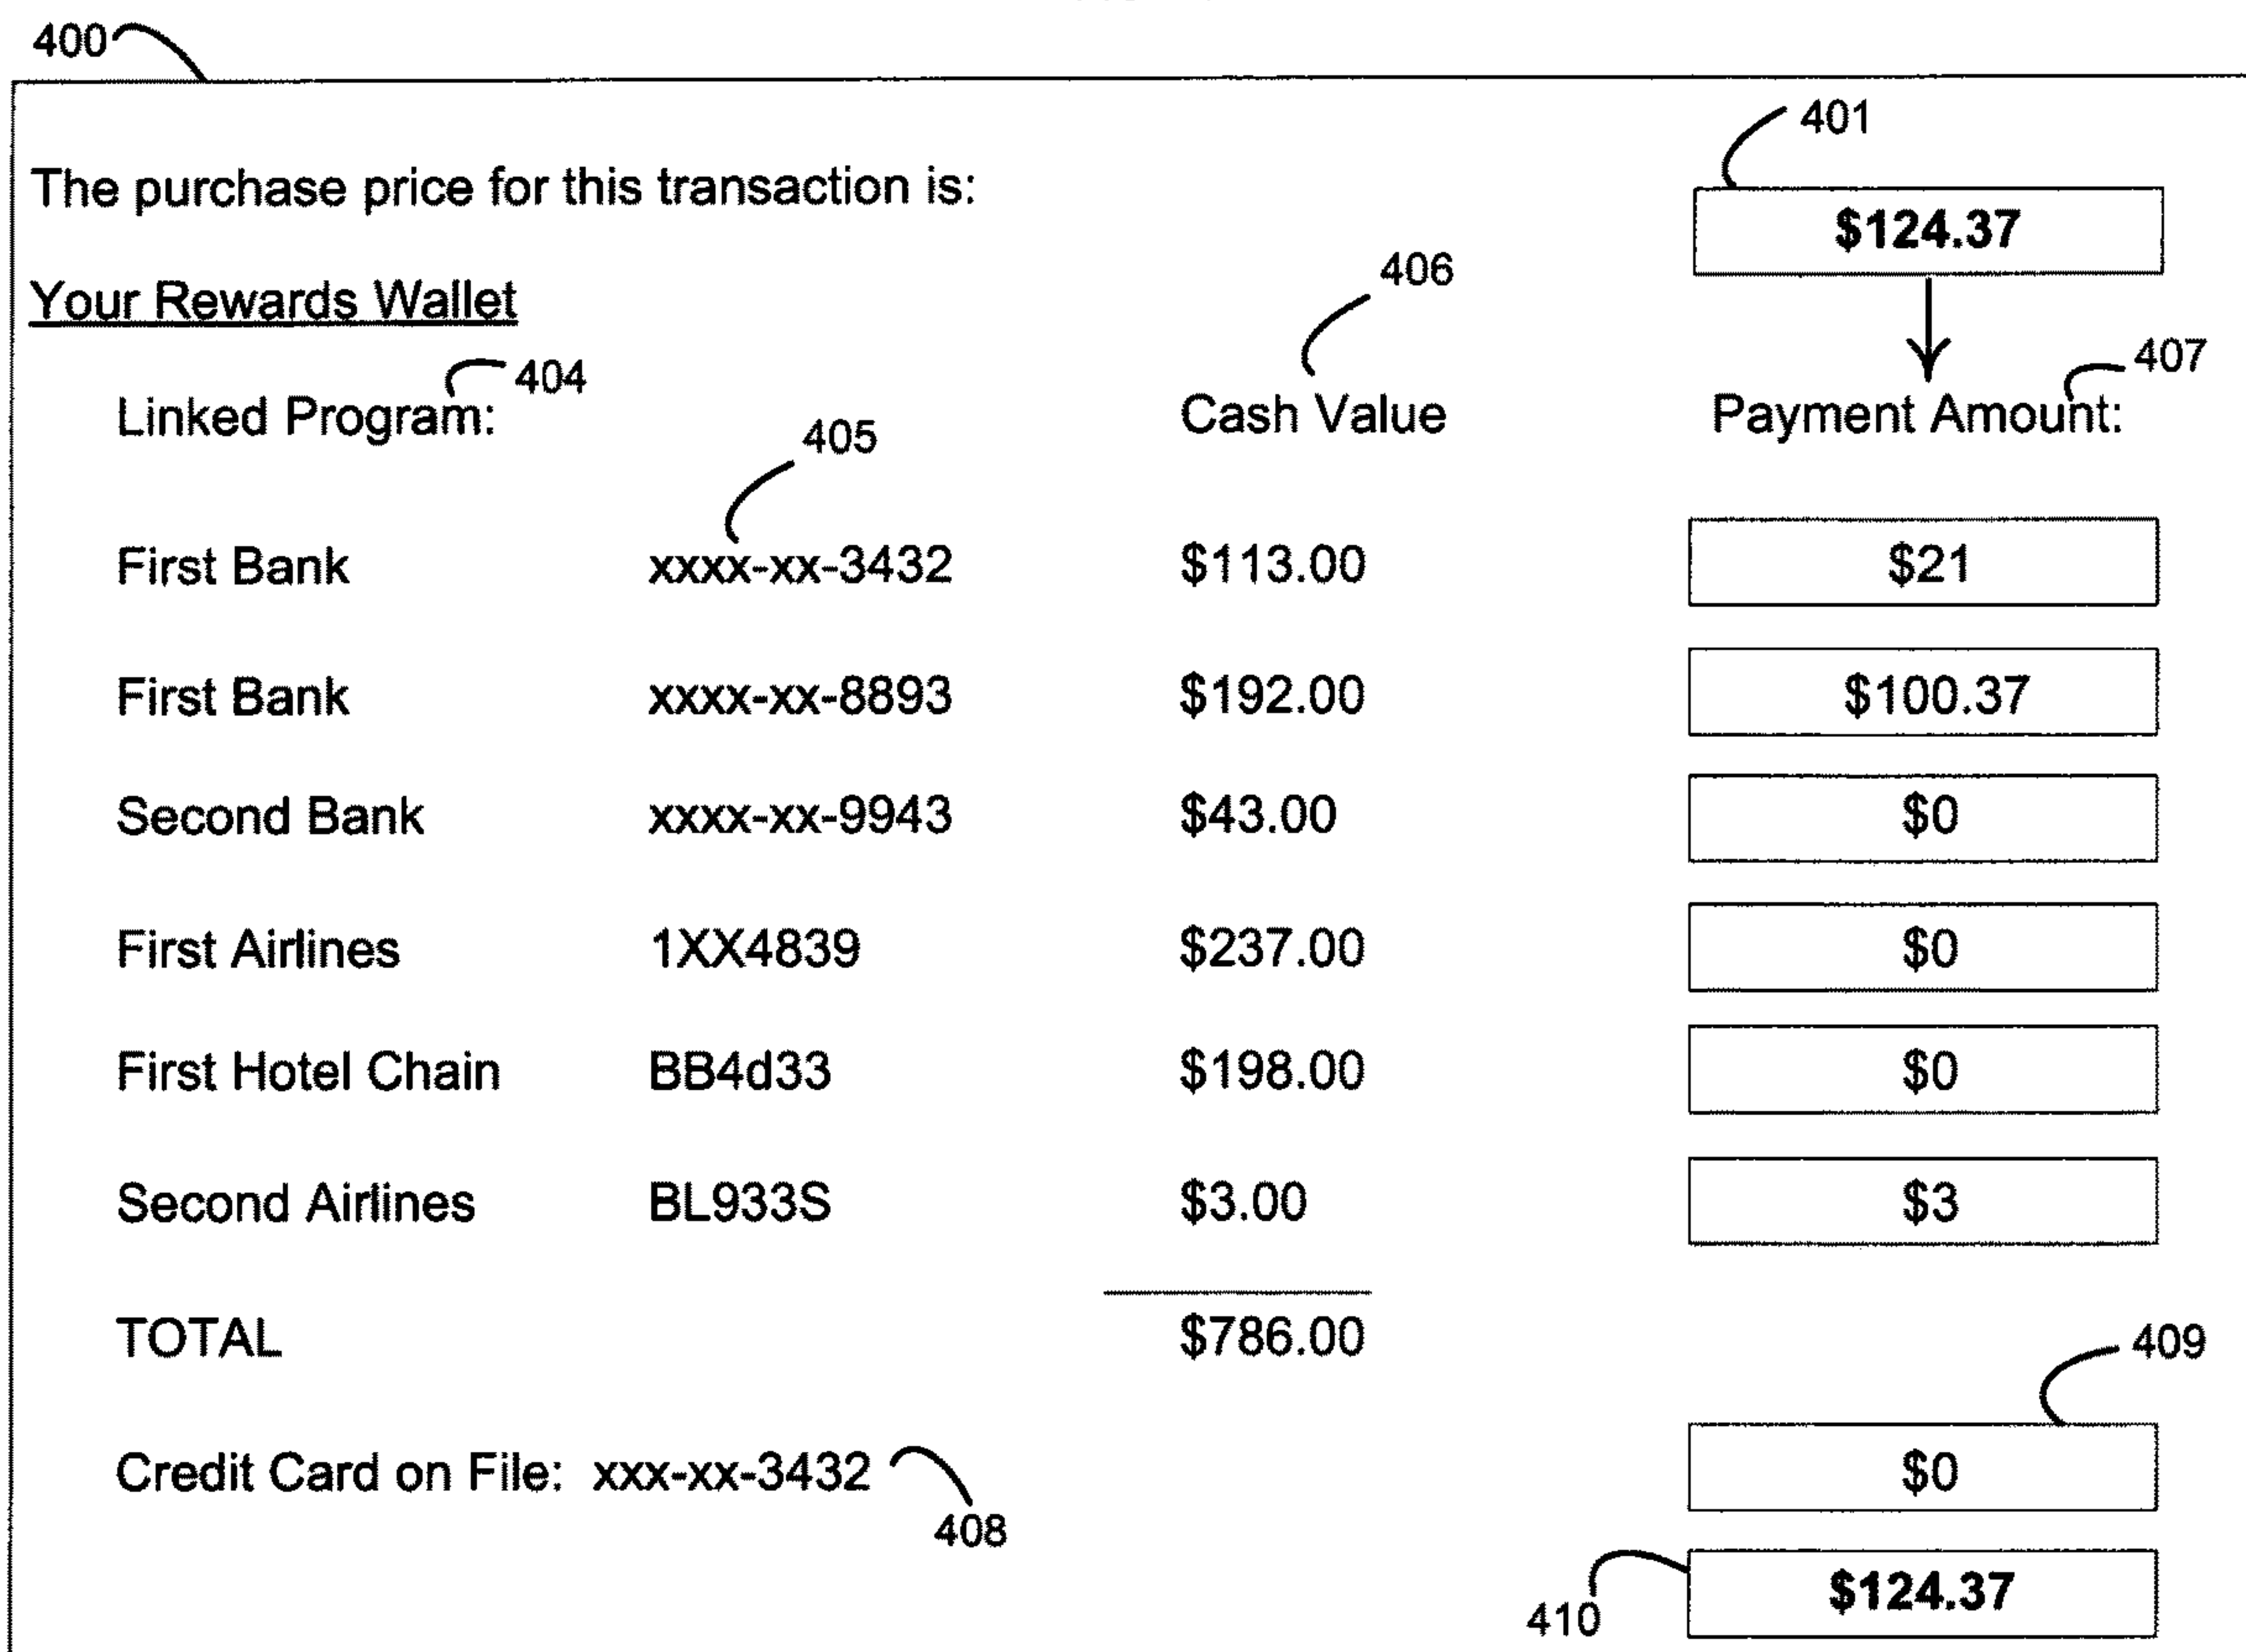 400
401
The purchase price for this transaction is:
$124.37
406
Your Rewards Wallet
404
407
Linked Program:
Cash Value
Payment Amount:
405
First Bank xxxx-xx-3432 $113.00 $21
First Bank xxxx-xx-8893 $192.00 $100.37
Second Bank xxxx-xx-9943 $43.00 $0
First Airlines 1XX4839 $237.00 $0
First Hotel Chain BB4d33 $198.00 $0
Second Airlines BL933S $3.00 $3
TOTAL $786.00
409
Credit Card on File: xxx-xx-3432 $0
408
410
$124.37